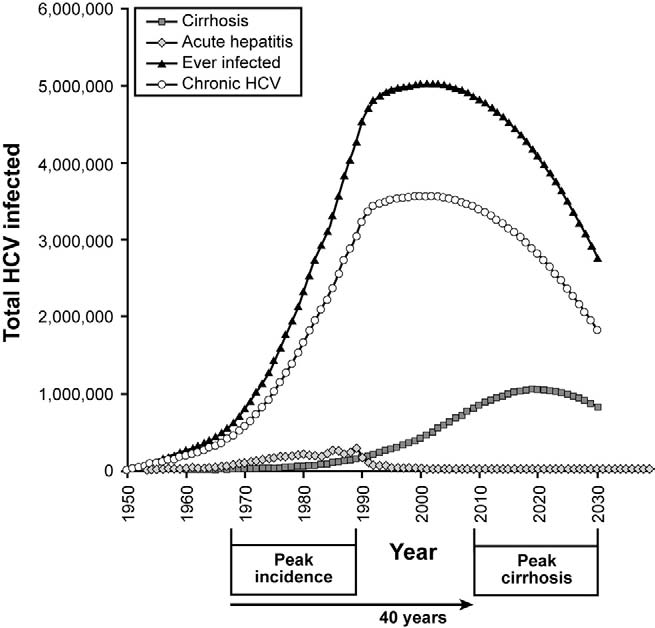 6,000,000
5,000,000
4,000,000
3,000,000
2,000,000
1,000,000
0
Total HCV infected
Cirrhosis
Acute hepatitis
Ever infected
Chronic HCV
1950
1960
1970
1980
1990
2000
2010
2020
2030
Year
Peak
incidence
Peak
cirrhosis
40 years